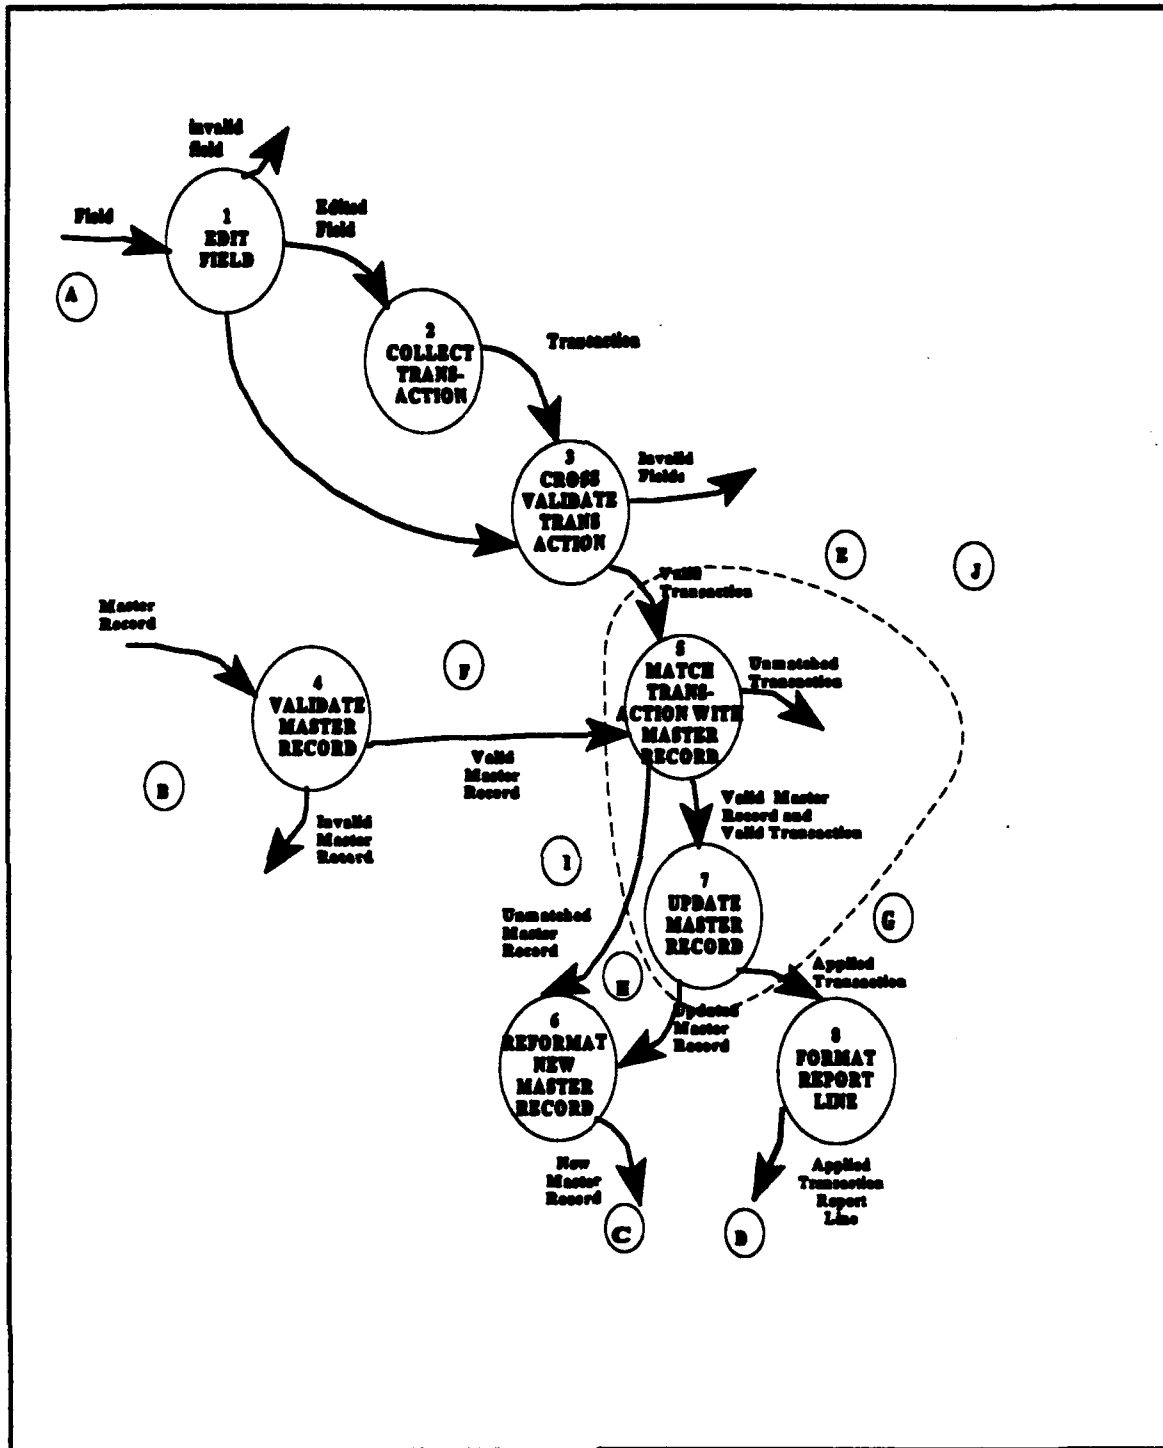 Invalid
field
Field
1
EDIT
FIELD
Edited
Field
A
2
COLLECT
TRANS-
ACTION
Transaction
3
CROSS
VALIDATE
TRANS
ACTION
Invalid
Fields
E
J
Valid
Transaction
Master
Record
F
4
VALIDATE
MASTER
RECORD
5
MATCH
TRANS-
ACTION WITH
MASTER
RECORD
Unmatched
Transaction
Valid
Master
Record
B
Invalid
Master
Record
Valid Master
Record and
Valid Transaction
I
7
UPDATE
MASTER
RECORD
Unmatched
Master
Record
G
H
Applied
Transaction
Updated
Master
Record
6
REFORMAT
NEW
MASTER
RECORD
8
FORMAT
REPORT
LINE
New
Master
Record
Applied
Transaction
Report
Line
C
D